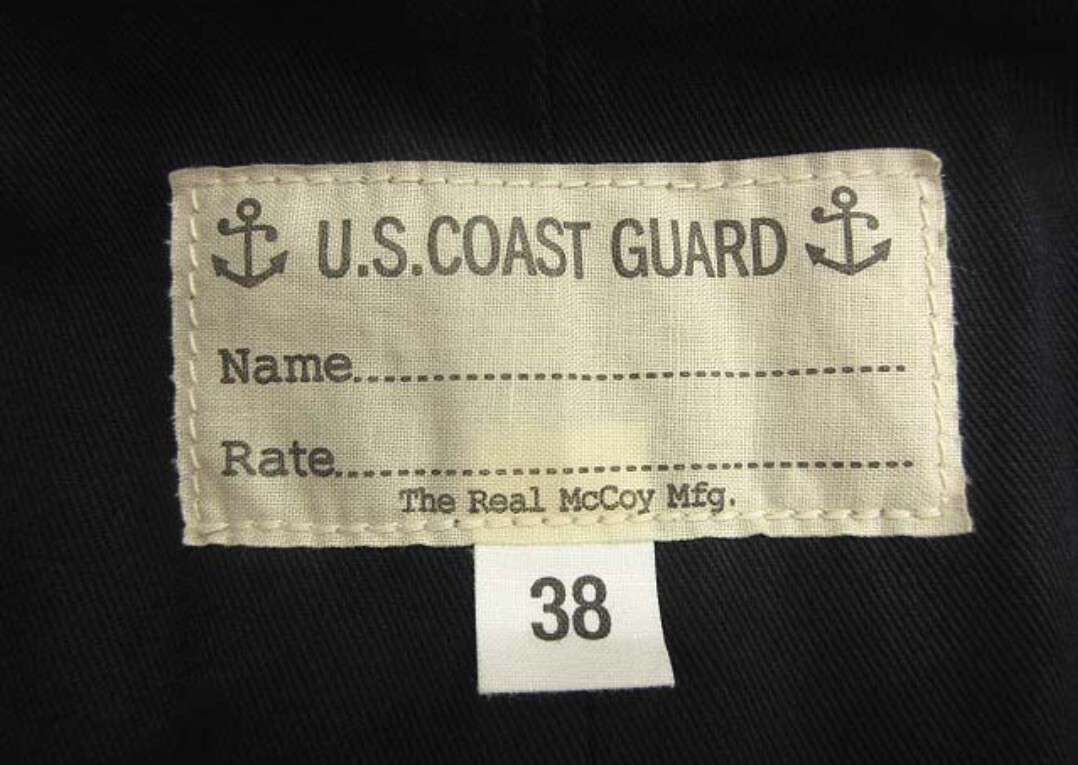 U.S.COAST GUARD
Name
Rate
The Real McCoy Mfg.
38